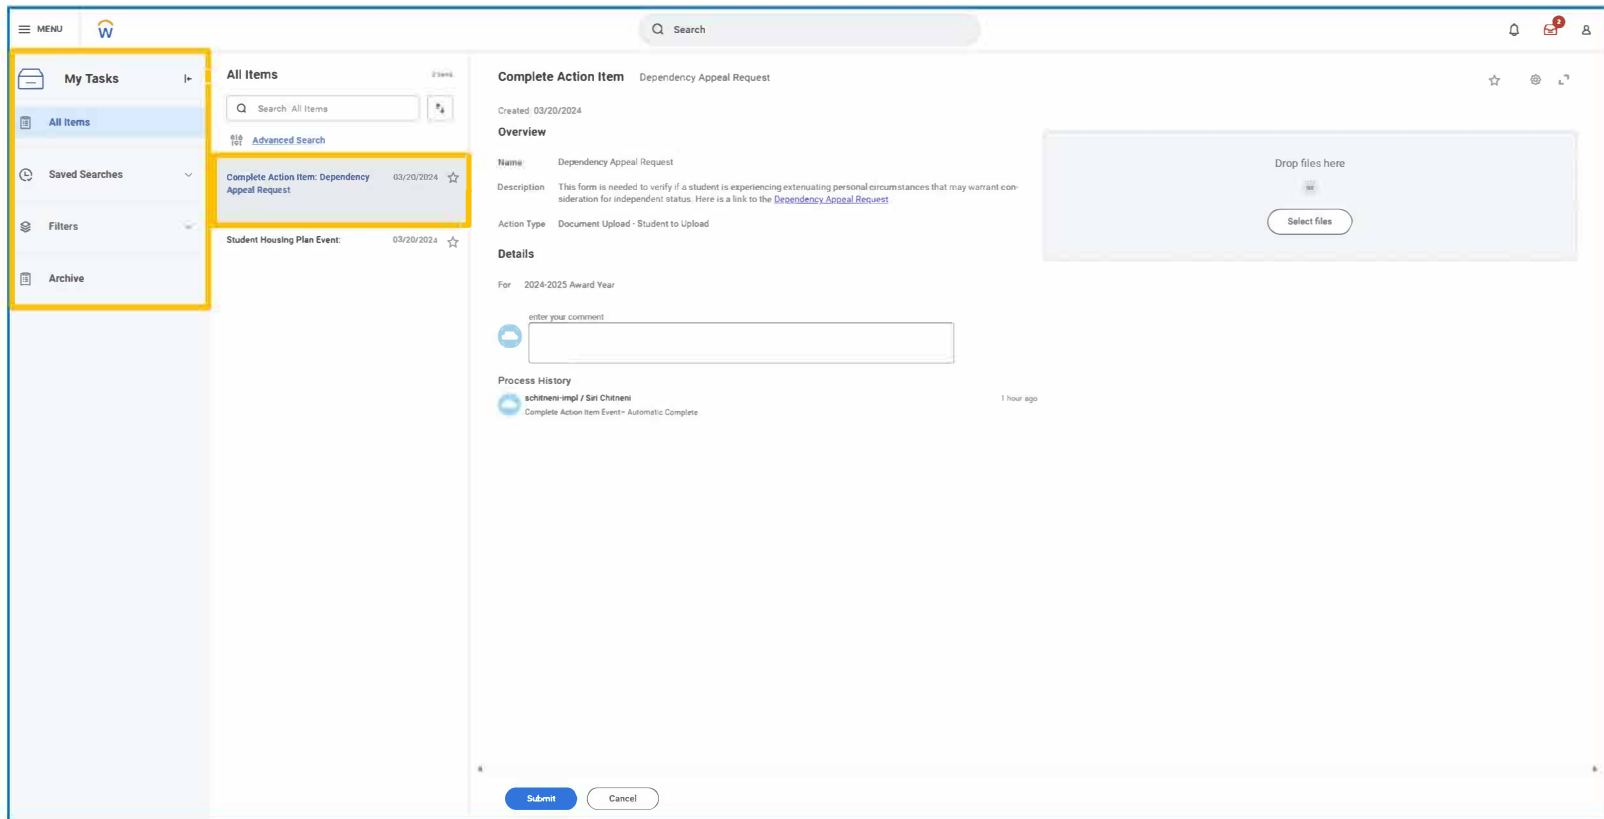 MENU
W
Search
2
My Tasks
All Items
Saved Searches
Filters
Archive
All Items
2 items
Search All Items
Advanced Search
Complete Action Item: Dependency
Appeal Request
03/20/2024
Student Housing Plan Event:
03/20/2024
Complete Action Item Dependency Appeal Request
Created: 03/20/2024
Overview
Name Dependency Appeal Request
Description This form is needed to verify if a student is experiencing extenuating personal circumstances that may warrant con-
sideration for independent status. Here is a link to the Dependency Appeal Request
Action Type Document Upload - Student to Upload
Details
For 2024-2025 Award Year
enter your comment
Process History
schitneni-impl / Siri Chitneni
1 hour ago
Complete Action Item Event– Automatic Complete
Drop files here
Select files
Submit
Cancel